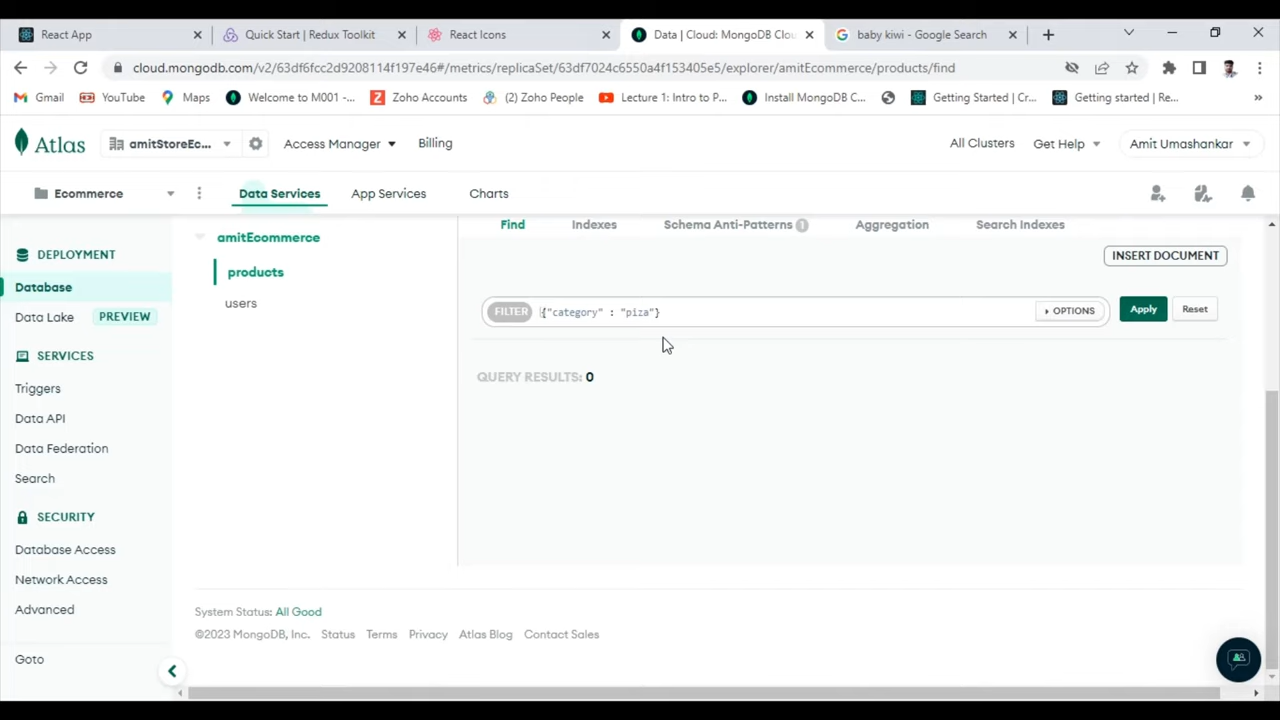 React App
Quick Start | Redux Toolkit
React Icons
Data | Cloud: MongoDB Clou
baby kiwi - Google Search
cloud.mongodb.com/v2/63df6fcc2d9208114f197e46#/metrics/replicaSet/63df7024c6550a4f153405e5/explorer/amitEcommerce/products/find
Gmail
YouTube
Maps
Welcome to M001 -...
Zoho Accounts
(2) Zoho People
Lecture 1: Intro to P...
Install MongoDB C...
Getting Started | Cr...
Getting started | Re...
»
Atlas
amitStoreEc...
Access Manager
Billing
All Clusters
Get Help
Amit Umashankar
Ecommerce
Data Services
App Services
Charts
DEPLOYMENT
Database
Data Lake
PREVIEW
SERVICES
Triggers
Data API
Data Federation
Search
SECURITY
Database Access
Network Access
Advanced
Goto
amitEcommerce
products
users
Find
Indexes
Schema Anti-Patterns 1
Aggregation
Search Indexes
INSERT DOCUMENT
FILTER
{"category" : "piza"}
OPTIONS
Apply
Reset
QUERY RESULTS: 0
System Status: All Good
©2023 MongoDB, Inc.
Status
Terms
Privacy
Atlas Blog
Contact Sales